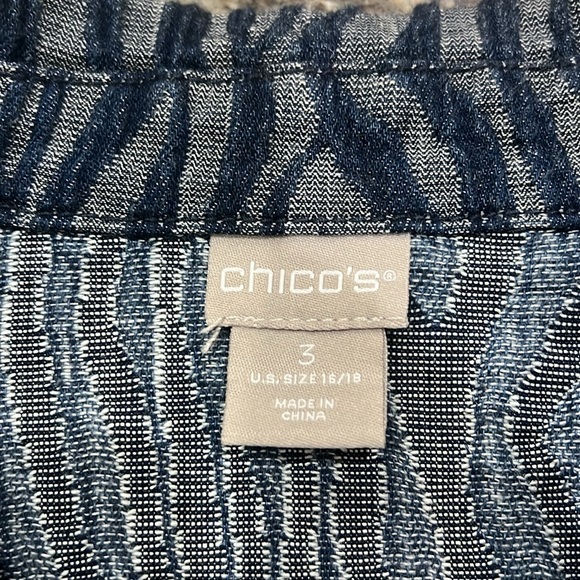 chico's®
3
U.S. SIZE 16/18
MADE IN
CHINA